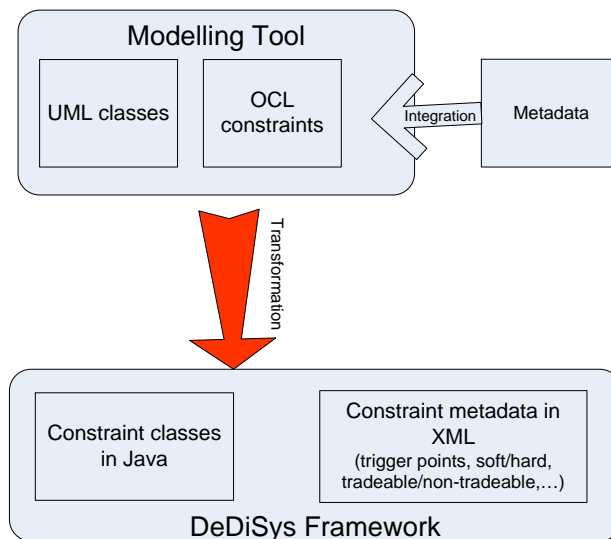 Modelling Tool
UML classes
OCL
constraints
Integration
Metadata
Transformation
Constraint classes
in Java
Constraint metadata in
XML
(trigger points, soft/hard,
tradeable/non-tradeable,...)
DeDiSys Framework